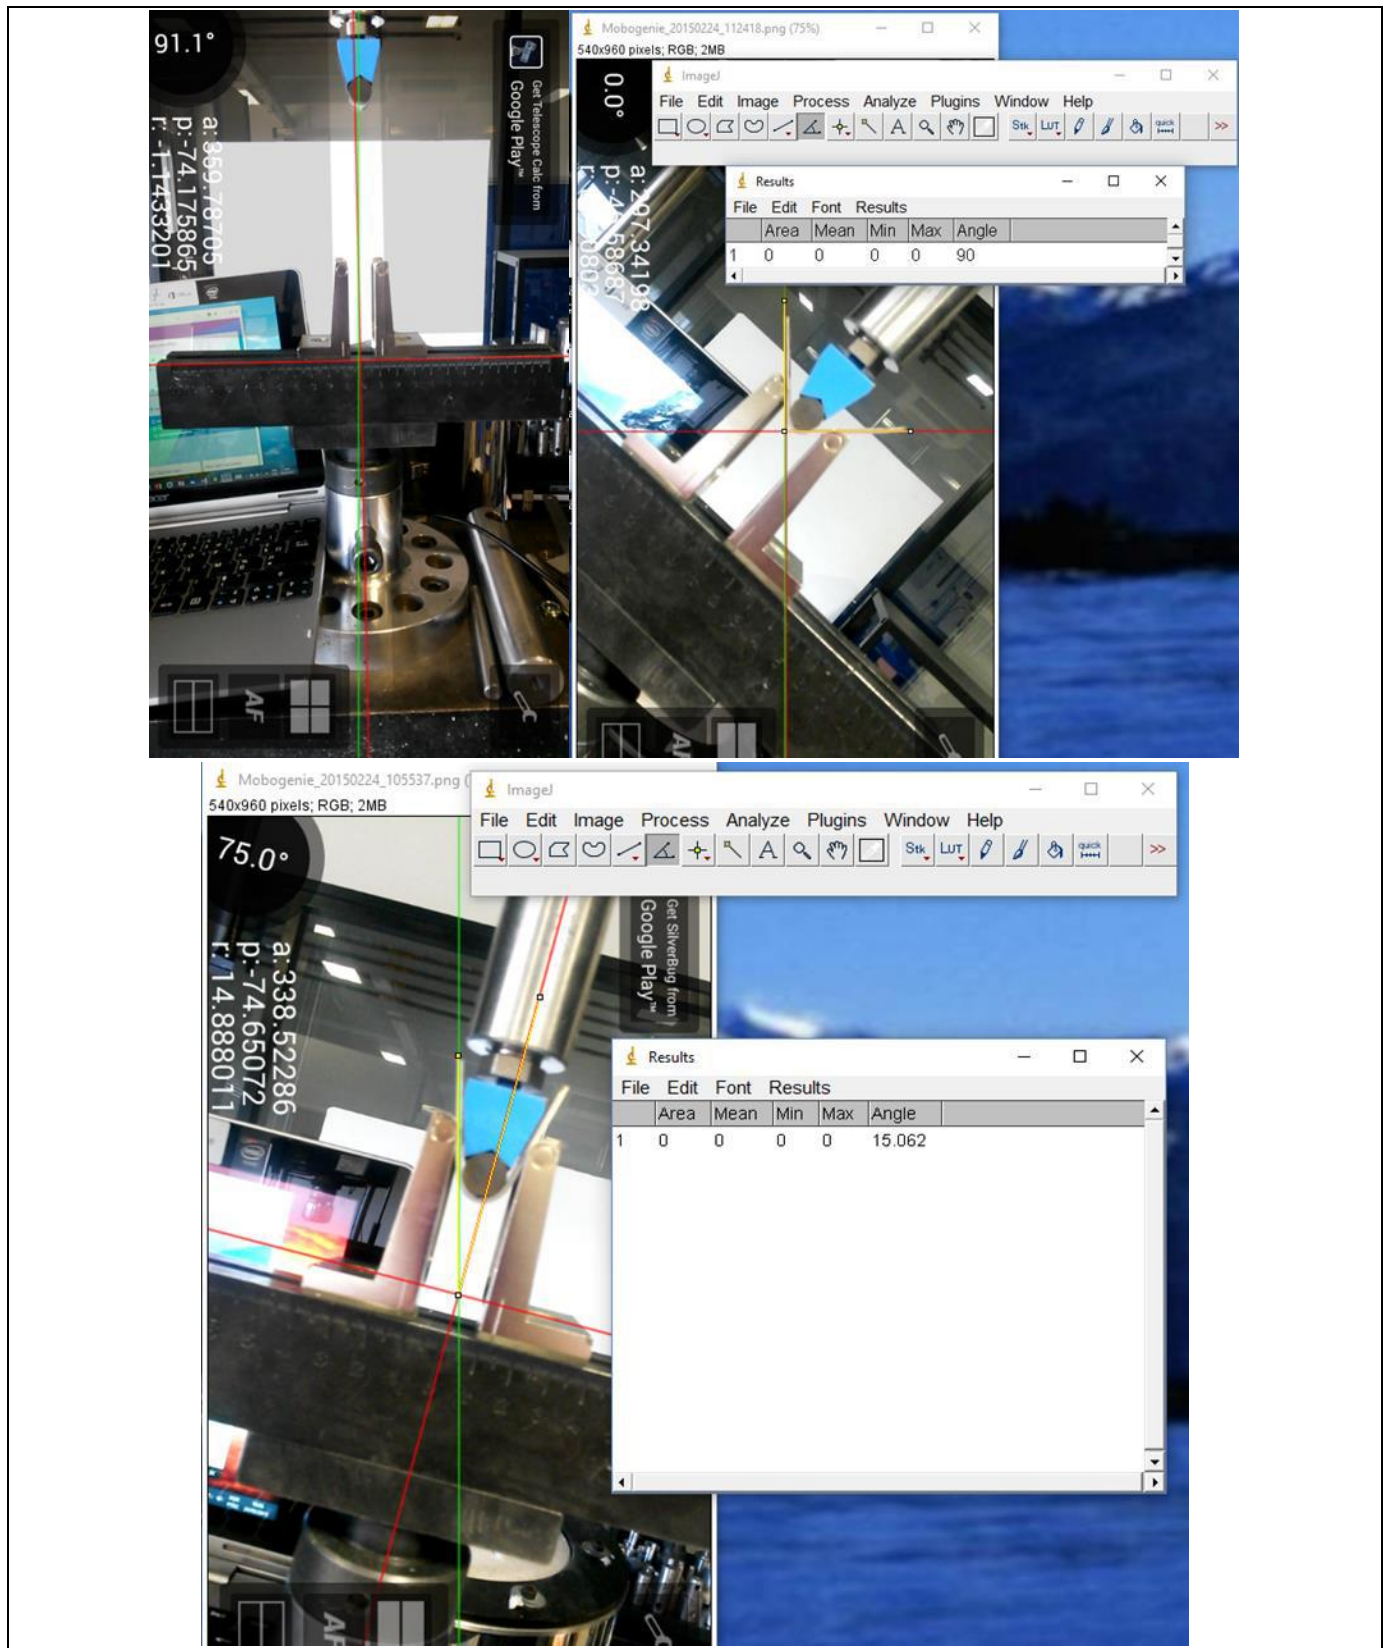 91.1°
a:359.78705
p:-74.175865
r:-1.1433201
Get Telescope Calc from
Google Play™
AF
Mobogenie_20150224_112418.png (75%)
540x960 pixels; RGB; 2MB
0.0°
a:297.34198
ImageJ
File Edit Image Process Analyze Plugins Window Help
Stk LUT quick >>
Results
File Edit Font Results
Area Mean Min Max Angle
1 0 0 0 0 90
Mobogenie_20150224_105537.png
540x960 pixels; RGB; 2MB
75.0°
a:338.52286
p:-74.65072
r:14.888011
Get SilverBug from
Google Play™
AF
ImageJ
File Edit Image Process Analyze Plugins Window Help
Stk LUT quick >>
Results
File Edit Font Results
Area Mean Min Max Angle
1 0 0 0 0 15.062